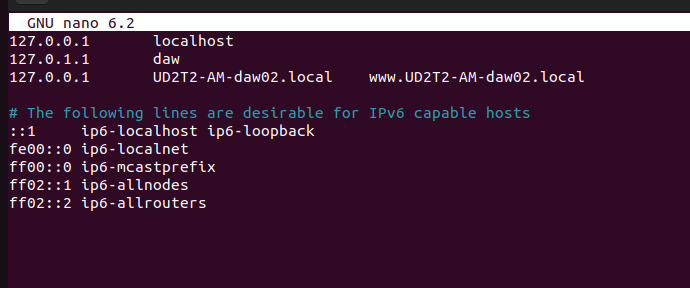 GNU nano 6.2
127.0.0.1 localhost
127.0.1.1 daw
127.0.0.1 UD2T2-AM-daw02.local www.UD2T2-AM-daw02.local
# The following lines are desirable for IPv6 capable hosts
::1 ip6-localhost ip6-loopback
fe00::0 ip6-localnet
ff00::0 ip6-mcastprefix
ff02::1 ip6-allnodes
ff02::2 ip6-allrouters